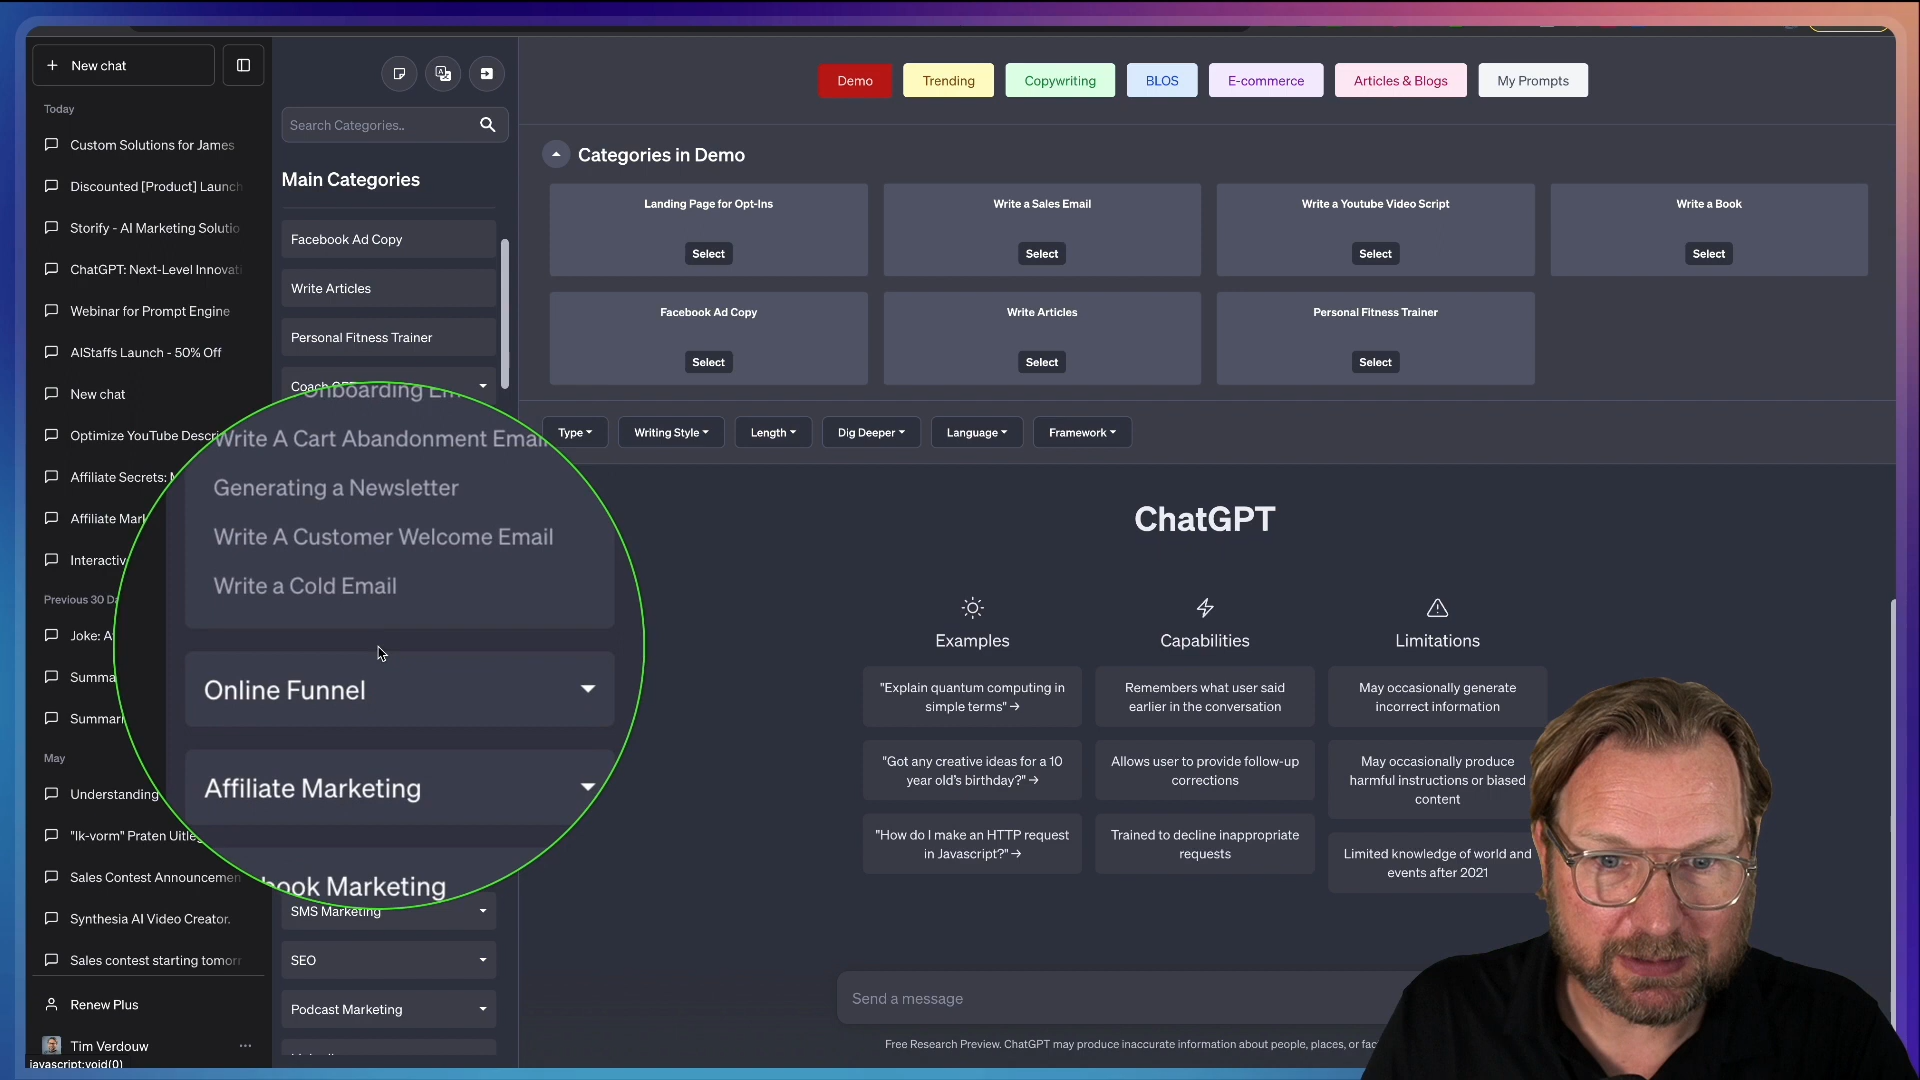 New chat
Today
Custom Solutions for James
Discounted [Product] Launch
Storify - AI Marketing Solutio
ChatGPT: Next-Level Innovati
Webinar for Prompt Engine
AIStaffs Launch - 50% Off
New chat
Optimize YouTube Descri
Affiliate Secrets:
Affiliate Mark
Interactiv
Previous 30 Da
Joke: A
Summa
Summar
May
Understanding
"Ik-vorm" Praten Uitleg
Sales Contest Announcemen
Synthesia AI Video Creator.
Sales contest starting tomorr
Renew Plus
Tim Verdouw
javascript:void(0)
Search Categories..
Main Categories
Facebook Ad Copy
Write Articles
Personal Fitness Trainer
Coach
Onboarding Em
Write A Cart Abandonment Email
Generating a Newsletter
Write A Customer Welcome Email
Write a Cold Email
Online Funnel
Affiliate Marketing
book Marketing
SMS Marketing
SEO
Podcast Marketing
Demo
Trending
Copywriting
BLOS
E-commerce
Articles & Blogs
My Prompts
Categories in Demo
Landing Page for Opt-Ins
Select
Write a Sales Email
Select
Write a Youtube Video Script
Select
Write a Book
Select
Facebook Ad Copy
Select
Write Articles
Select
Personal Fitness Trainer
Select
Type
Writing Style
Length
Dig Deeper
Language
Framework
ChatGPT
Examples
"Explain quantum computing in
simple terms" →
"Got any creative ideas for a 10
year old's birthday?" →
"How do I make an HTTP request
in Javascript?" →
Capabilities
Remembers what user said
earlier in the conversation
Allows user to provide follow-up
corrections
Trained to decline inappropriate
requests
Limitations
May occasionally generate
incorrect information
May occasionally produce
harmful instructions or biased
content
Limited knowledge of world and
events after 2021
Send a message
Free Research Preview. ChatGPT may produce inaccurate information about people, places, or fac